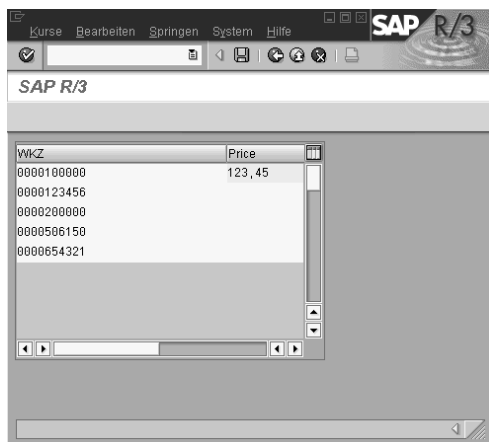 Kurse Bearbeiten Springen System Hilfe
SAP R/3
SAP R/3
WKZ Price
0000100000 123,45
0000123456
0000200000
0000506150
0000654321